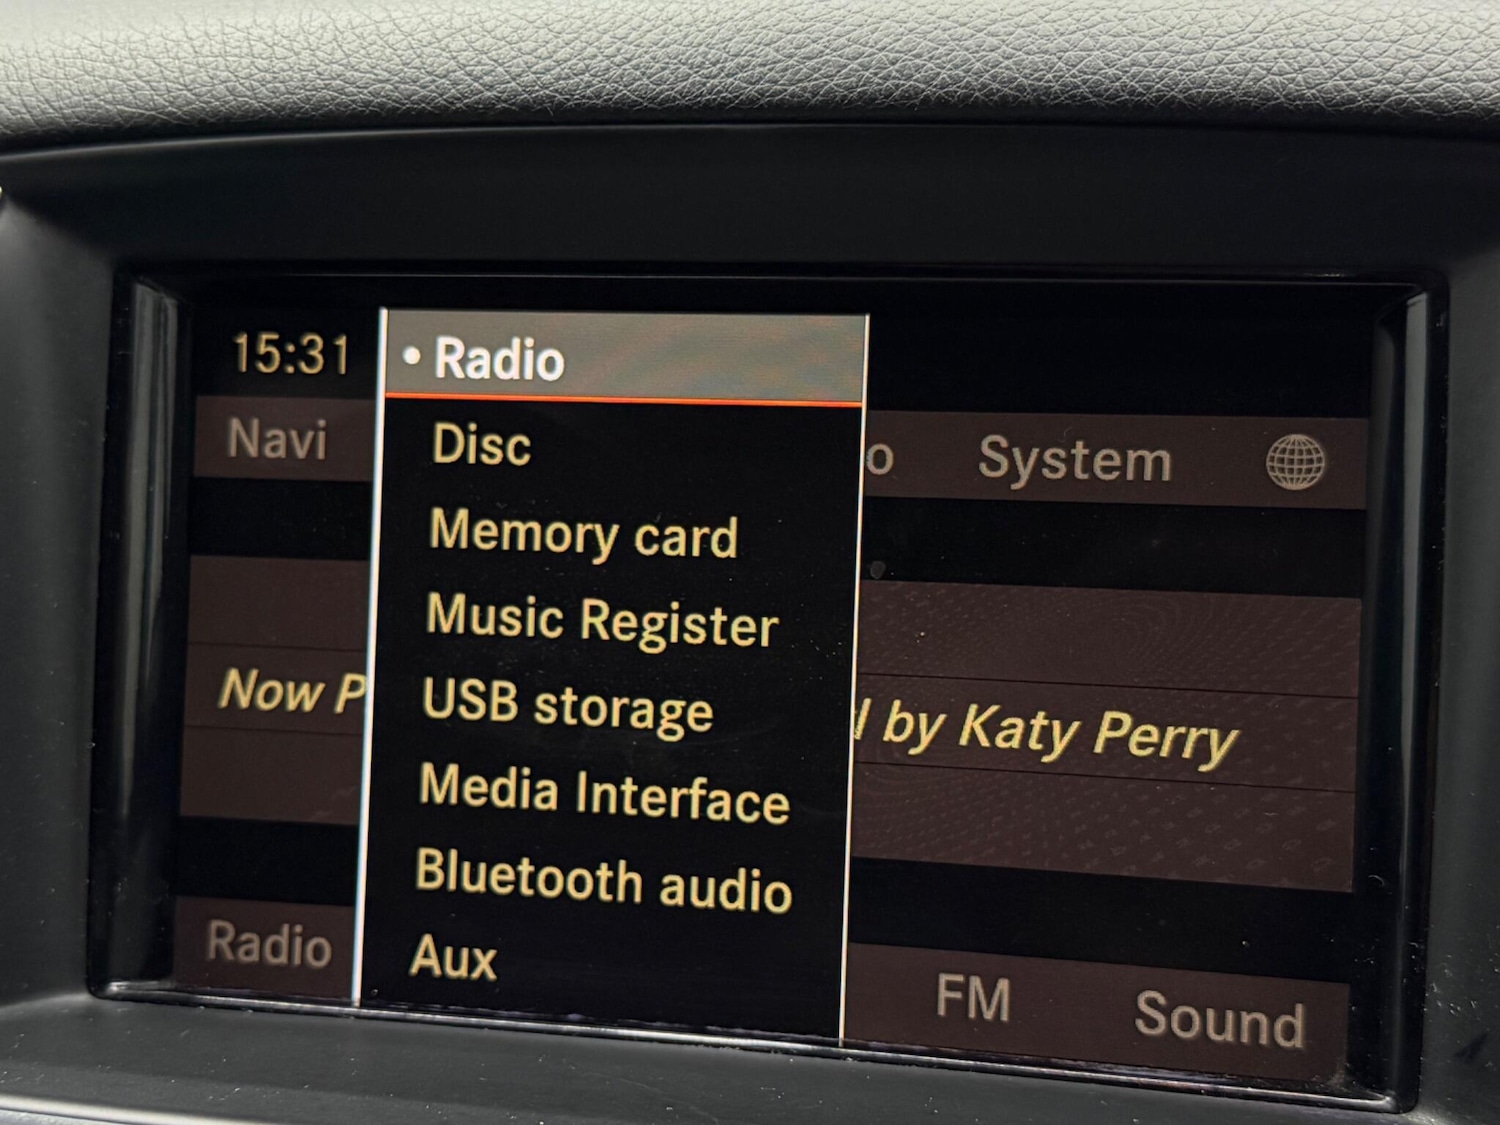 15:31
• Radio
Disc
Memory card
Music Register
USB storage
Media Interface
Bluetooth audio
Aux
Navi
System
Now
by Katy Perry
Radio
FM
Sound